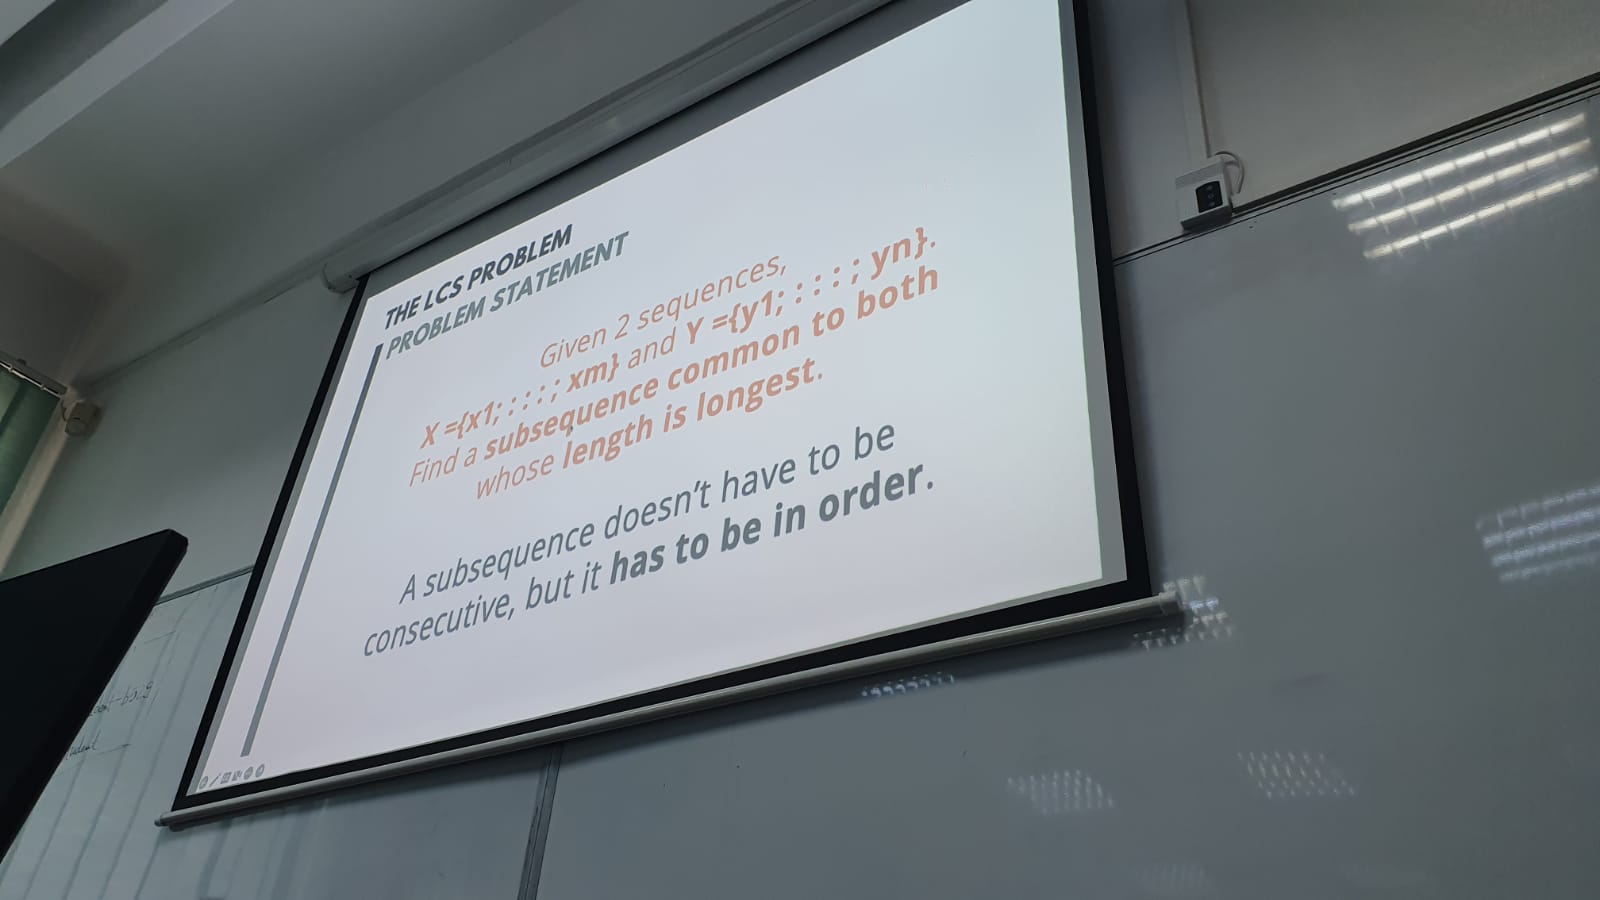 THE LCS PROBLEM
PROBLEM STATEMENT
Given 2 sequences,
X ={x1; : : : ; xm} and Y ={y1; : : : ; yn}.
Find a subsequence common to both
whose length is longest.
A subsequence doesn’t have to be
consecutive, but it has to be in order.